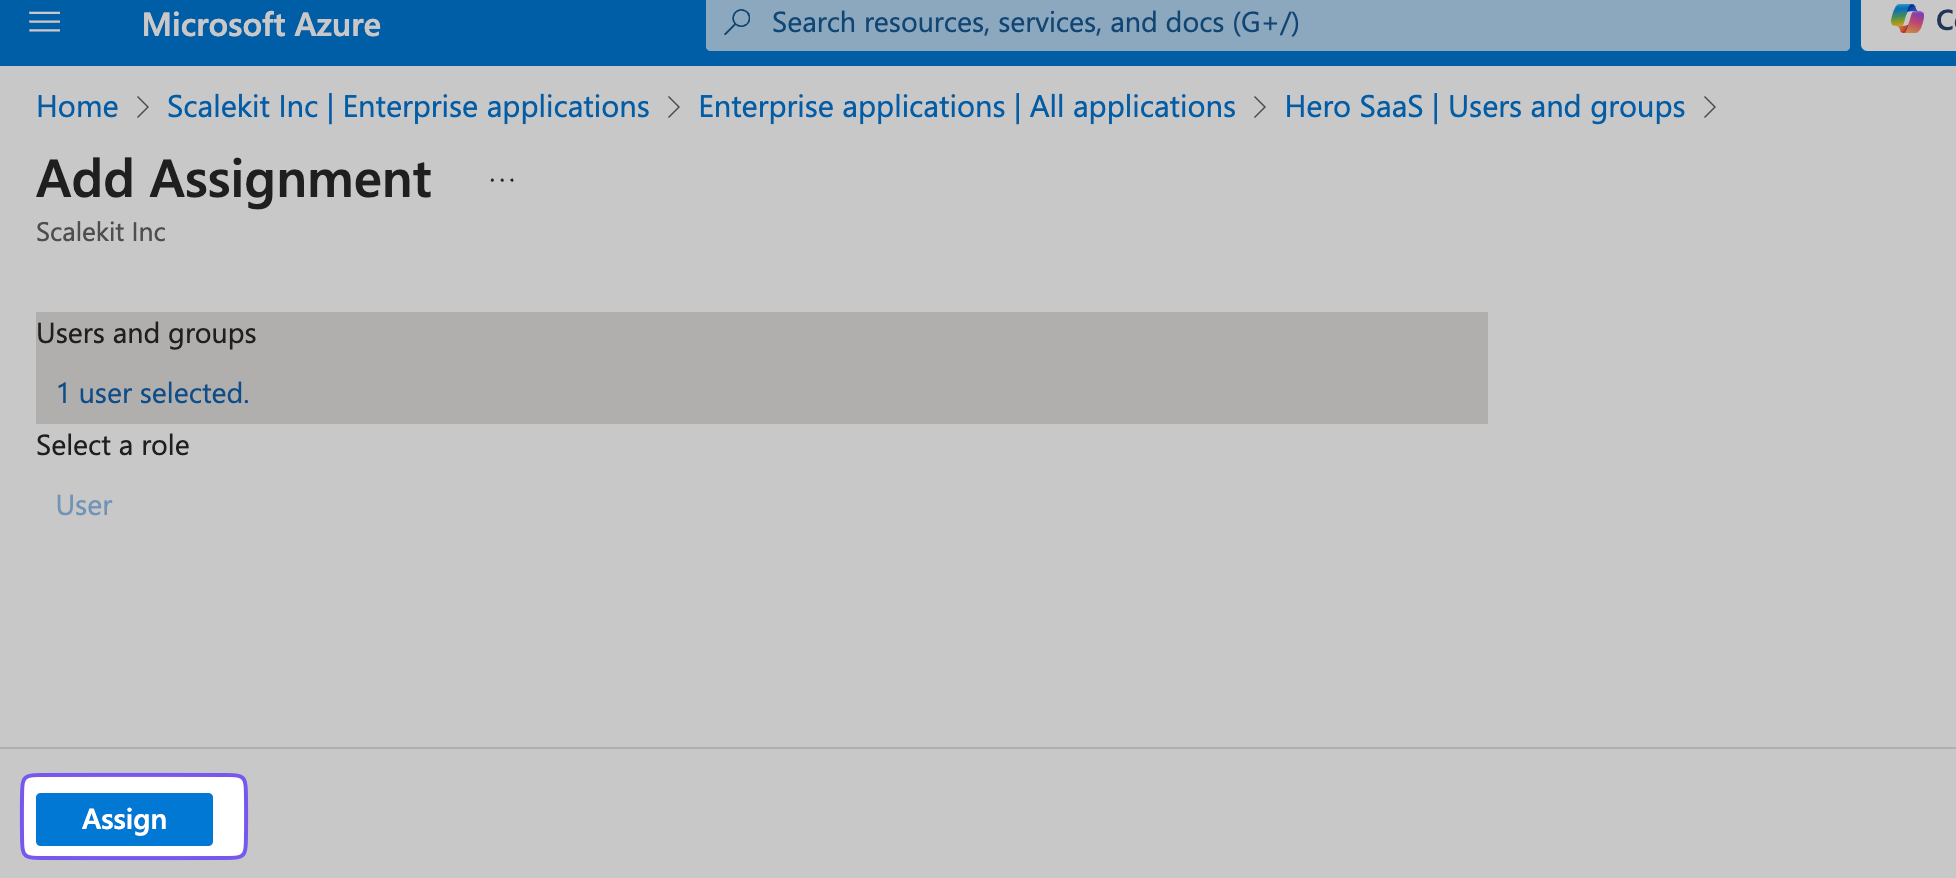 Microsoft Azure
Search resources, services, and docs (G+/)
Home > Scalekit Inc | Enterprise applications > Enterprise applications | All applications > Hero SaaS | Users and groups >
Add Assignment ...
Scalekit Inc
Users and groups
1 user selected.
Select a role
User
Assign